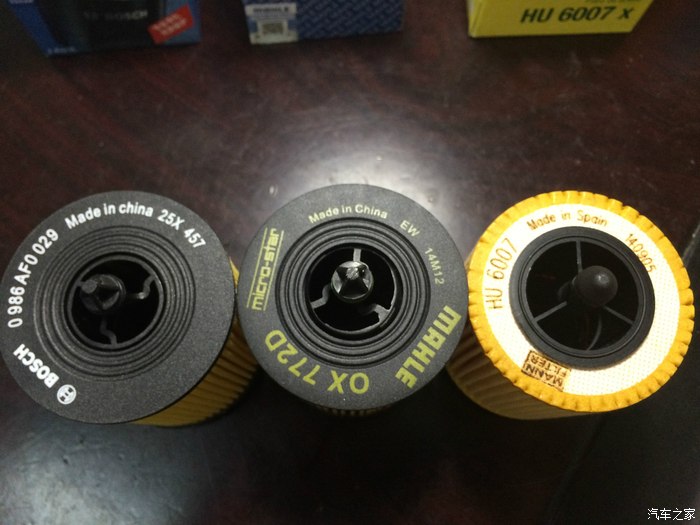 HU 6007 x
BOSCH
0 986 AF0 029
Made in china 25X 457
micro-star
Made in China EW 14M12
MAHLE
OX 772D
HU 6007
Made in Spain 140905
MANN
FILTER
汽车之家